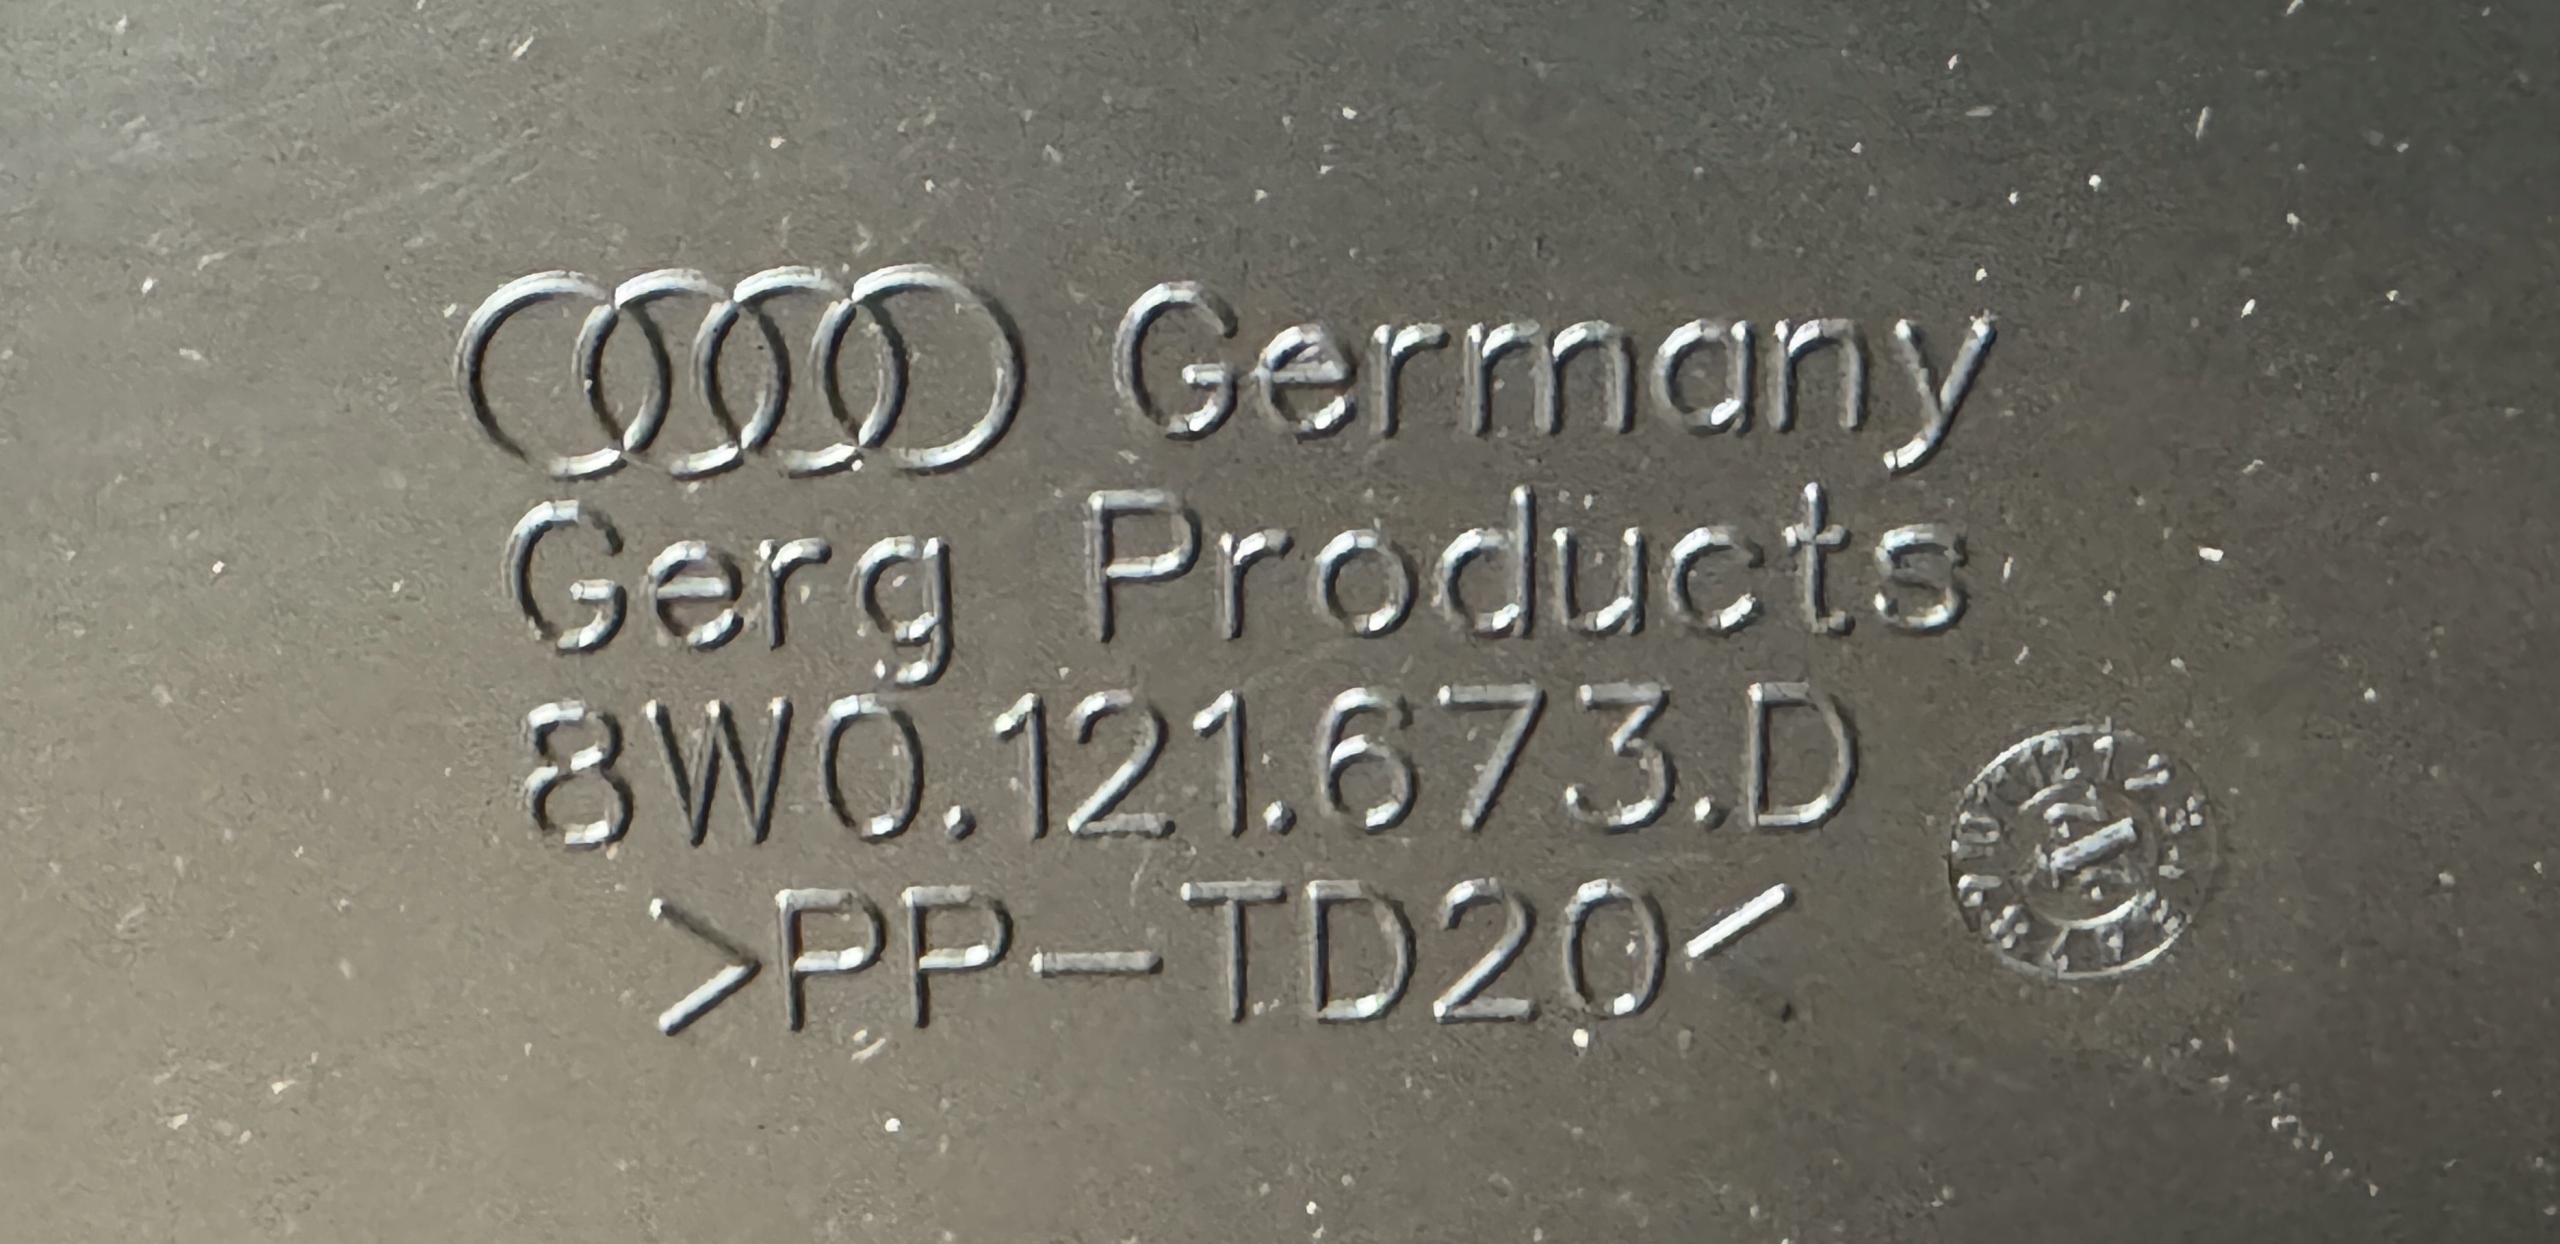 Germany
Gerg Products
8W0.121.673.D
>PP-TD20<